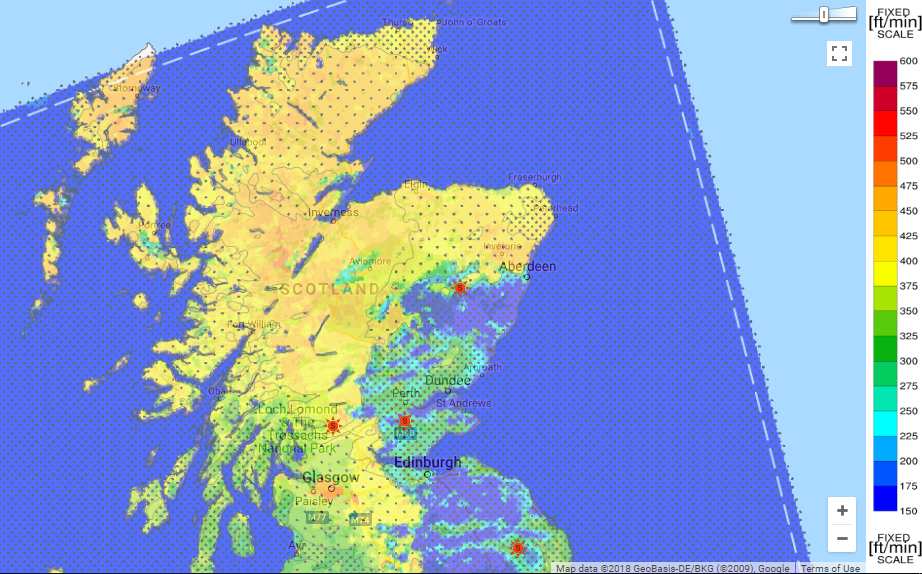 FIXED
[ft/min]
SCALE
Thurso
John o' Groats
Wick
600
575
Stornoway
550
525
Ullapool
500
475
Fraserburgh
Elgin
Peterhead
450
Inverness
Portree
425
Inverurie
Aviemore
Aberdeen
400
375
SCOTLAND
350
Fort William
325
300
Arbroath
Dundee
275
Oban
Perth
St Andrews
250
Loch Lomond
& The
Trossachs
National Park
M90
225
200
Edinburgh
Glasgow
175
Paisley
150
M77
M74
Ayr
FIXED
[ft/min]
SCALE
Map data ©2018 GeoBasis-DE/BKG (©2009), Google
Terms of Use
S
S
S
S